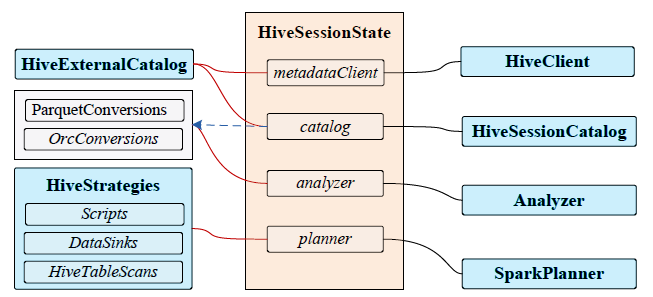 HiveSessionState
HiveExternalCatalog
metadataClient
HiveClient
ParquetConversions
OrcConversions
catalog
HiveSessionCatalog
HiveStrategies
Scripts
DataSinks
HiveTableScans
analyzer
Analyzer
planner
SparkPlanner